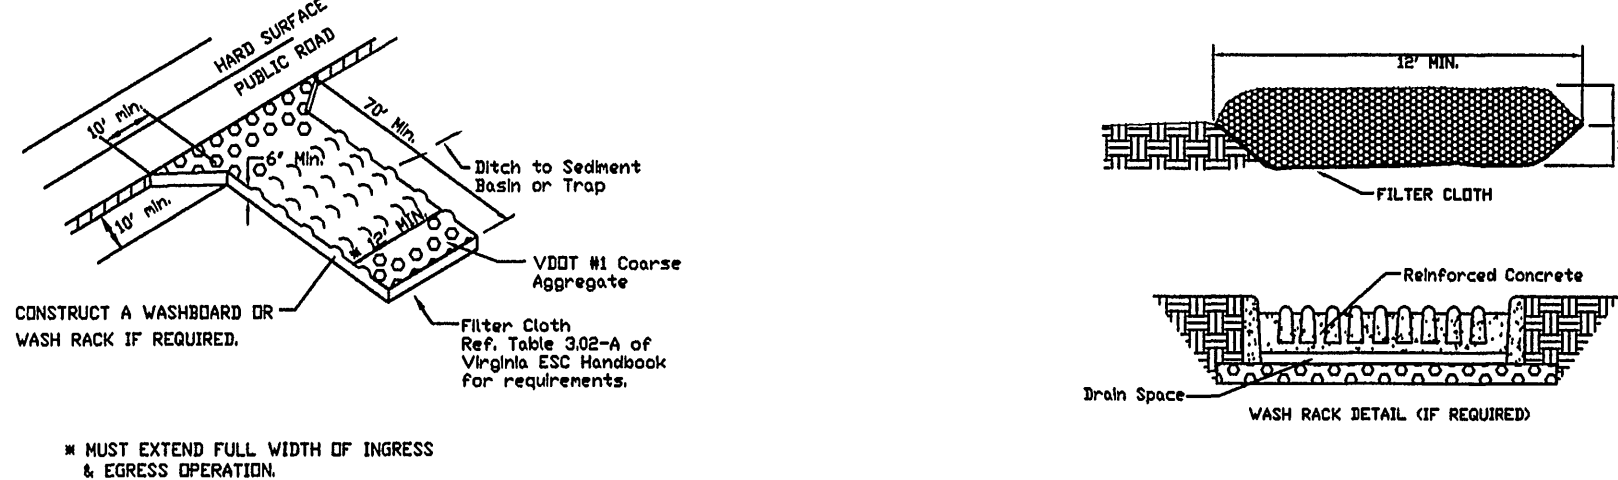 HARD SURFACE
PUBLIC ROAD
10' min.
70' Min.
6' Min.
Ditch to Sediment
Basin or Trap
10' min.
* 12' MIN.
VDOT #1 Coarse
Aggregate
CONSTRUCT A WASHBOARD OR
WASH RACK IF REQUIRED.
Filter Cloth
Ref. Table 3.02-A of
Virginia ESC Handbook
for requirements.
* MUST EXTEND FULL WIDTH OF INGRESS
& EGRESS OPERATION.
12' MIN.
FILTER CLOTH
Reinforced Concrete
Drain Space
WASH RACK DETAIL (IF REQUIRED)